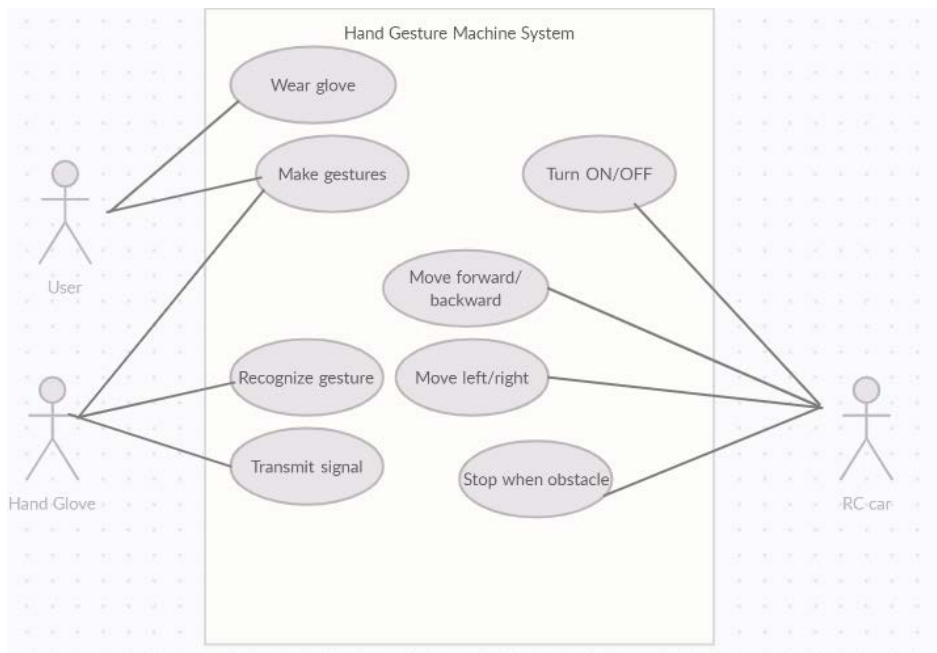 Hand Gesture Machine System
Wear glove
Make gestures
Turn ON/OFF
User
Move forward/
backward
Recognize gesture
Move left/right
Transmit signal
Stop when obstacle
Hand Glove
RC car